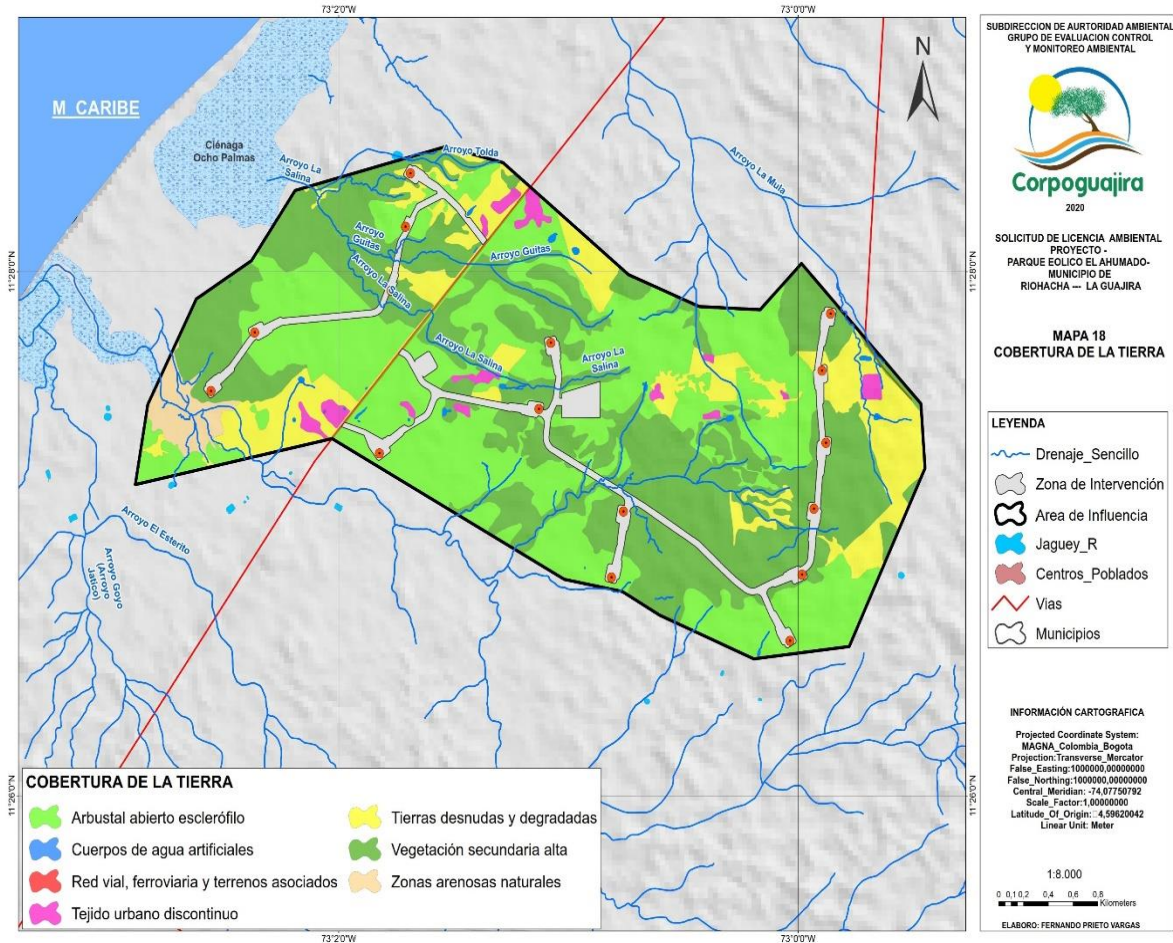 73°2'0"W
73°0'0"W
N
M CARIBE
Ciénaga
Ocho Palmas
Arroyo La
Salina
Arroyo Tolda
Arroyo La Mula
Arroyo
Guitas
Arroyo Guitas
Arroyo La Salina
Arroyo La Salina
Arroyo La
Salina
Arroyo El Esterito
Arroyo Goyo
(Arroyo
Jatico)
11°28'0"N
11°28'0"N
11°26'0"N
11°26'0"N
COBERTURA DE LA TIERRA
Arbustal abierto esclerófilo
Cuerpos de agua artificiales
Red vial, ferroviaria y terrenos asociados
Tejido urbano discontinuo
Tierras desnudas y degradadas
Vegetación secundaria alta
Zonas arenosas naturales
73°2'0"W
73°0'0"W
SUBDIRECCION DE AURTORIDAD AMBIENTAL
GRUPO DE EVALUACION CONTROL
Y MONITOREO AMBIENTAL
Corpoguajira
2020
SOLICITUD DE LICENCIA AMBIENTAL
PROYECTO -
PARQUE EOLICO EL AHUMADO-
MUNICIPIO DE
RIOHACHA --- LA GUAJIRA
MAPA 18
COBERTURA DE LA TIERRA
LEYENDA
Drenaje_Sencillo
Zona de Intervención
Area de Influencia
Jaguey_R
Centros_Poblados
Vias
Municipios
INFORMACIÓN CARTOGRAFICA
Projected Coordinate System:
MAGNA_Colombia_Bogota
Projection:Transverse_Mercator
False_Easting:1000000,00000000
False_Northing:1000000,00000000
Central_Meridian: -74,07750792
Scale_Factor:1,00000000
Latitude_Of_Origin: 4,59620042
Linear Unit: Meter
1:8.000
0 0,1 0,2 0,4 0,6 0,8
Kilometers
ELABORO: FERNANDO PRIETO VARGAS